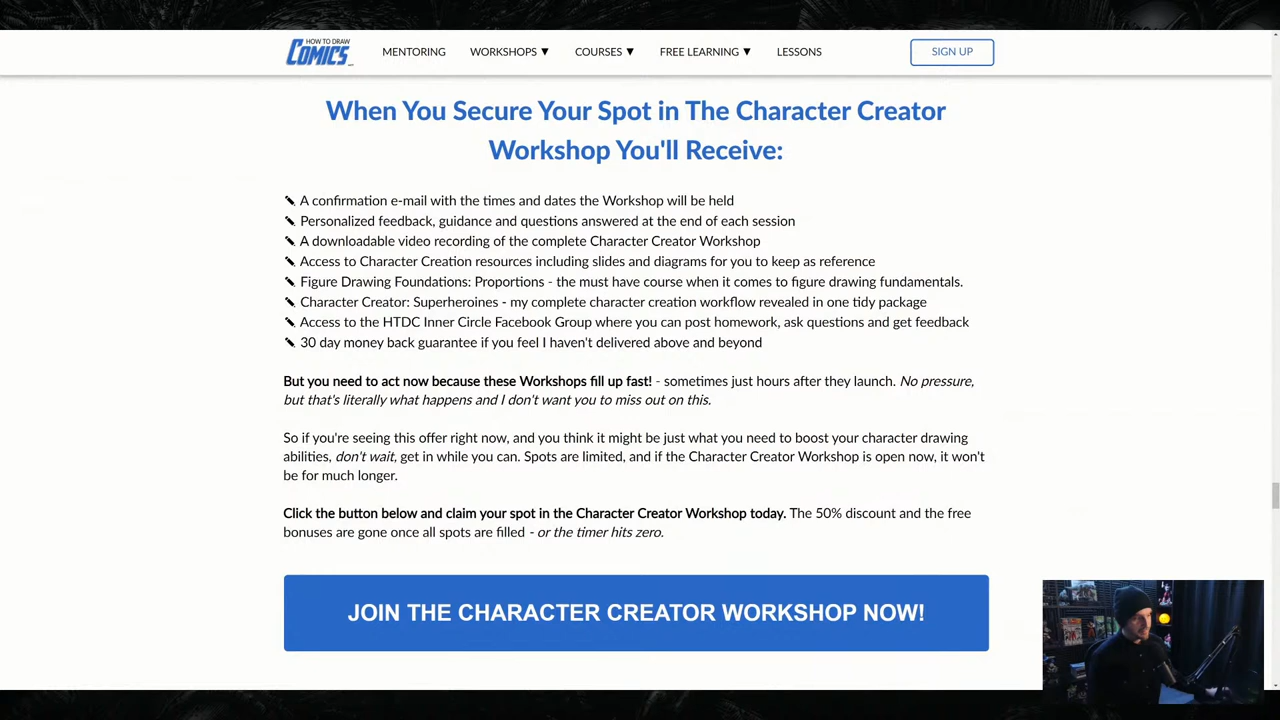 HOW TO DRAW
COMICS
MENTORING
WORKSHOPS ▼
COURSES ▼
FREE LEARNING ▼
LESSONS
SIGN UP
When You Secure Your Spot in The Character Creator
Workshop You'll Receive:
✎ A confirmation e-mail with the times and dates the Workshop will be held
✎ Personalized feedback, guidance and questions answered at the end of each session
✎ A downloadable video recording of the complete Character Creator Workshop
✎ Access to Character Creation resources including slides and diagrams for you to keep as reference
✎ Figure Drawing Foundations: Proportions - the must have course when it comes to figure drawing fundamentals.
✎ Character Creator: Superheroines - my complete character creation workflow revealed in one tidy package
✎ Access to the HTDC Inner Circle Facebook Group where you can post homework, ask questions and get feedback
✎ 30 day money back guarantee if you feel I haven't delivered above and beyond
But you need to act now because these Workshops fill up fast! - sometimes just hours after they launch. No pressure,
but that's literally what happens and I don't want you to miss out on this.
So if you're seeing this offer right now, and you think it might be just what you need to boost your character drawing
abilities, don't wait, get in while you can. Spots are limited, and if the Character Creator Workshop is open now, it won't
be for much longer.
Click the button below and claim your spot in the Character Creator Workshop today. The 50% discount and the free
bonuses are gone once all spots are filled - or the timer hits zero.
JOIN THE CHARACTER CREATOR WORKSHOP NOW!